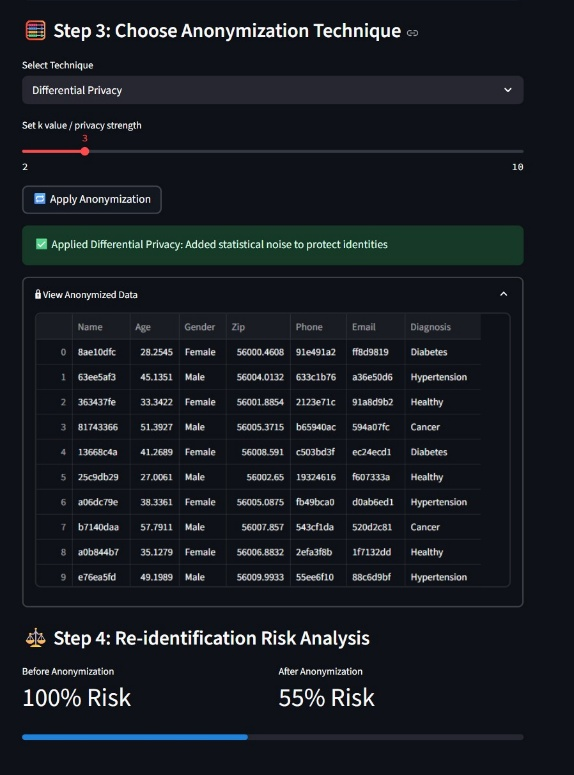 Step 3: Choose Anonymization Technique
Select Technique
Differential Privacy
Set k value / privacy strength
3
2 10
Apply Anonymization
Applied Differential Privacy: Added statistical noise to protect identities
View Anonymized Data
Name Age Gender Zip Phone Email Diagnosis
0 8ae10dfc 28.2545 Female 56000.4608 91e491a2 ff8d9819 Diabetes
1 63ee5af3 45.1351 Male 56004.0132 633c1b76 a36e50d6 Hypertension
2 363437fe 33.3422 Female 56001.8854 2123e71c 91a8d9b2 Healthy
3 81743366 51.3927 Male 56005.3715 b65940ac 594a07fc Cancer
4 13668c4a 41.2689 Female 56008.591 c503bd3f ec24ecd1 Diabetes
5 25c9db29 27.0061 Male 56002.65 19324616 f607333a Healthy
6 a06dc79e 38.3361 Female 56005.0875 fb49bca0 d0ab6ed1 Hypertension
7 b7140daa 57.7911 Male 56007.857 543cf1da 520d2c81 Cancer
8 a0b844b7 35.1279 Female 56006.8832 2efa3f8b 1f7132dd Healthy
9 e76ea5fd 49.1989 Male 56009.9933 55ee6f10 88c6d9bf Hypertension
Step 4: Re-identification Risk Analysis
Before Anonymization After Anonymization
100% Risk 55% Risk